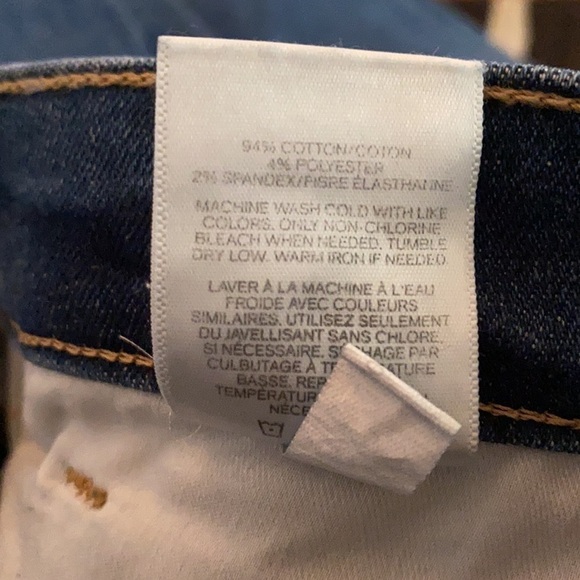 94% COTTON/COTON
4% POLYESTER
2% SPANDEX/FIBRE ÉLASTHANNE
MACHINE WASH COLD WITH LIKE
COLORS. ONLY NON-CHLORINE
BLEACH WHEN NEEDED. TUMBLE
DRY LOW. WARM IRON IF NEEDED.
LAVER À LA MACHINE À L'EAU
FROIDE AVEC COULEURS
SIMILAIRES. UTILISEZ SEULEMENT
DU JAVELLISANT SANS CHLORE,
SI NÉCESSAIRE. PAR
CULBUTAGE À
BASSE.